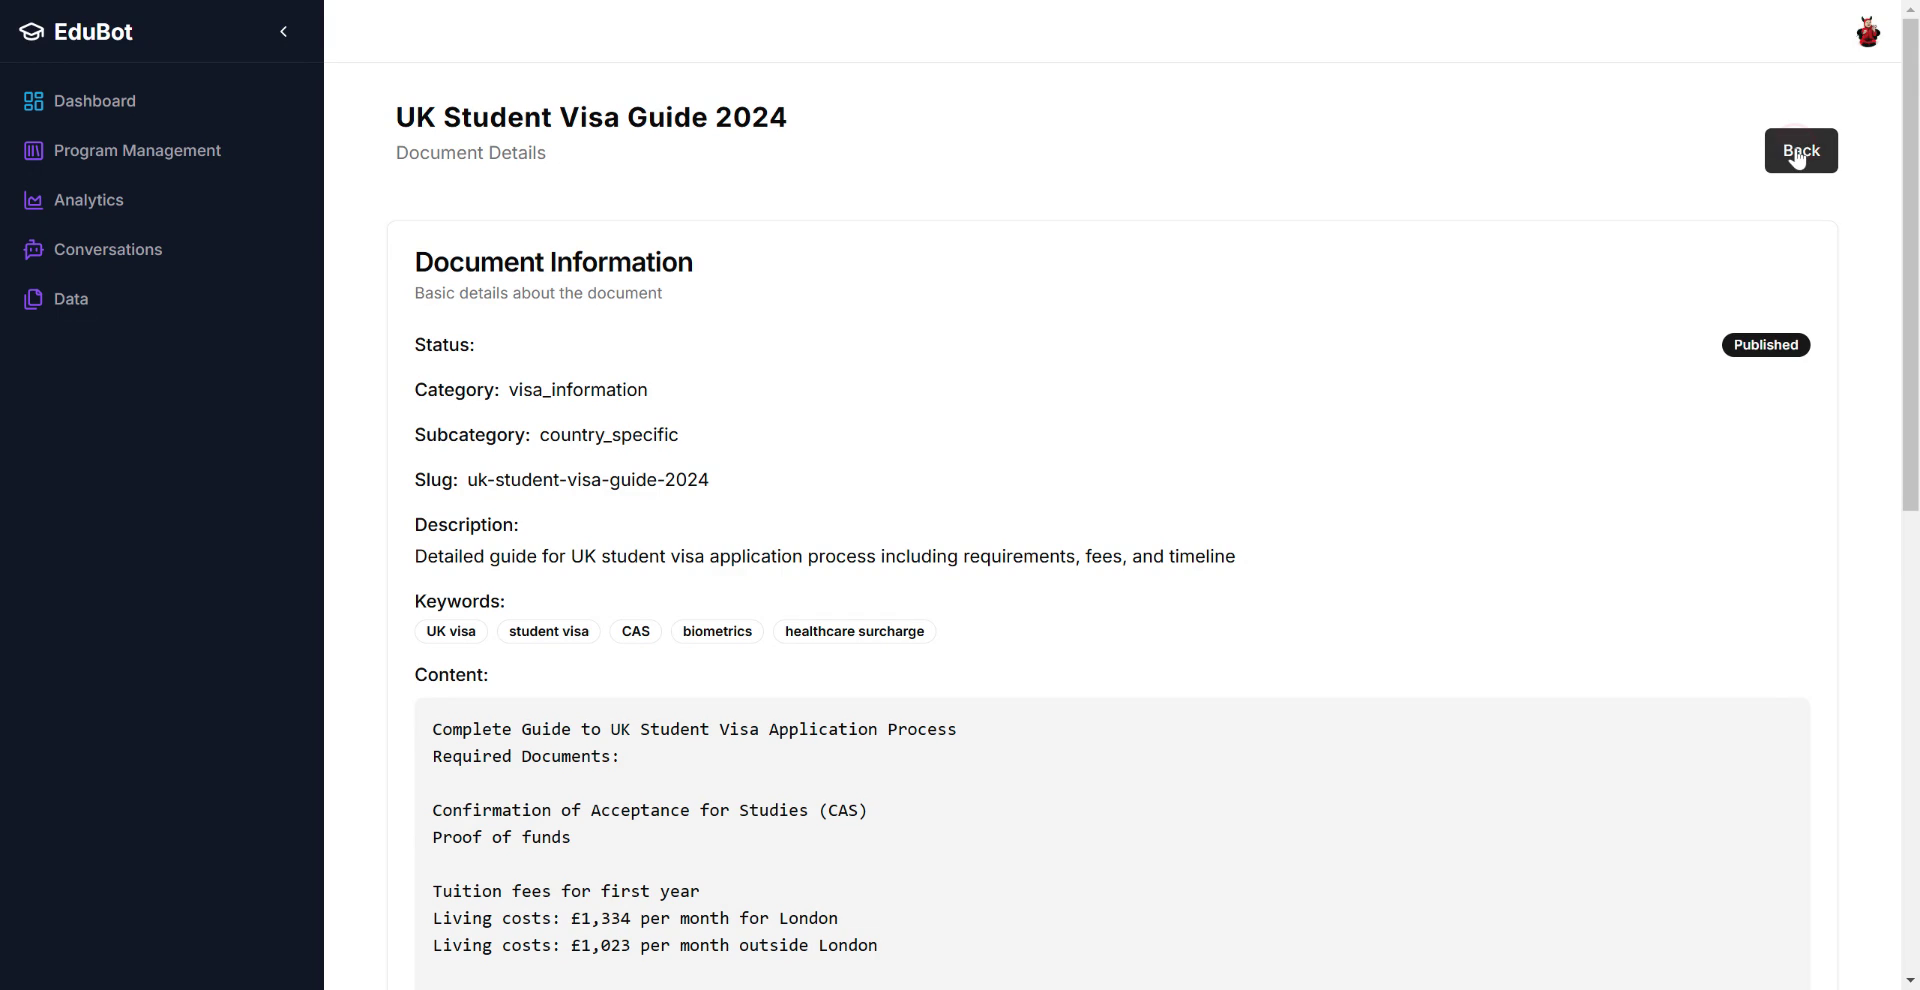 EduBot
Dashboard
Program Management
Analytics
Conversations
Data
UK Student Visa Guide 2024
Document Details
Back
Document Information
Basic details about the document
Status:
Published
Category: visa_information
Subcategory: country_specific
Slug: uk-student-visa-guide-2024
Description:
Detailed guide for UK student visa application process including requirements, fees, and timeline
Keywords:
UK visa student visa CAS biometrics healthcare surcharge
Content:
Complete Guide to UK Student Visa Application Process
Required Documents:
Confirmation of Acceptance for Studies (CAS)
Proof of funds
Tuition fees for first year
Living costs: £1,334 per month for London
Living costs: £1,023 per month outside London